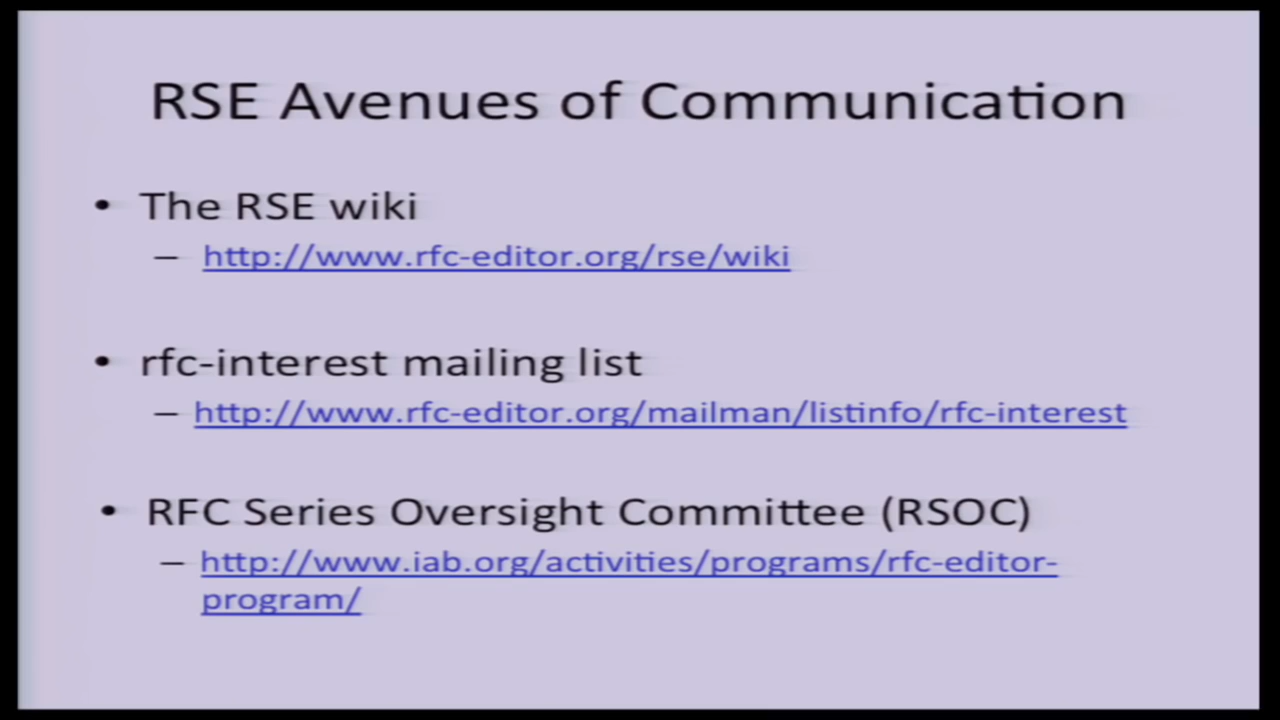 RSE Avenues of Communication
• The RSE wiki
– http://www.rfc-editor.org/rse/wiki
• rfc-interest mailing list
– http://www.rfc-editor.org/mailman/listinfo/rfc-interest
• RFC Series Oversight Committee (RSOC)
– http://www.iab.org/activities/programs/rfc-editor-
program/